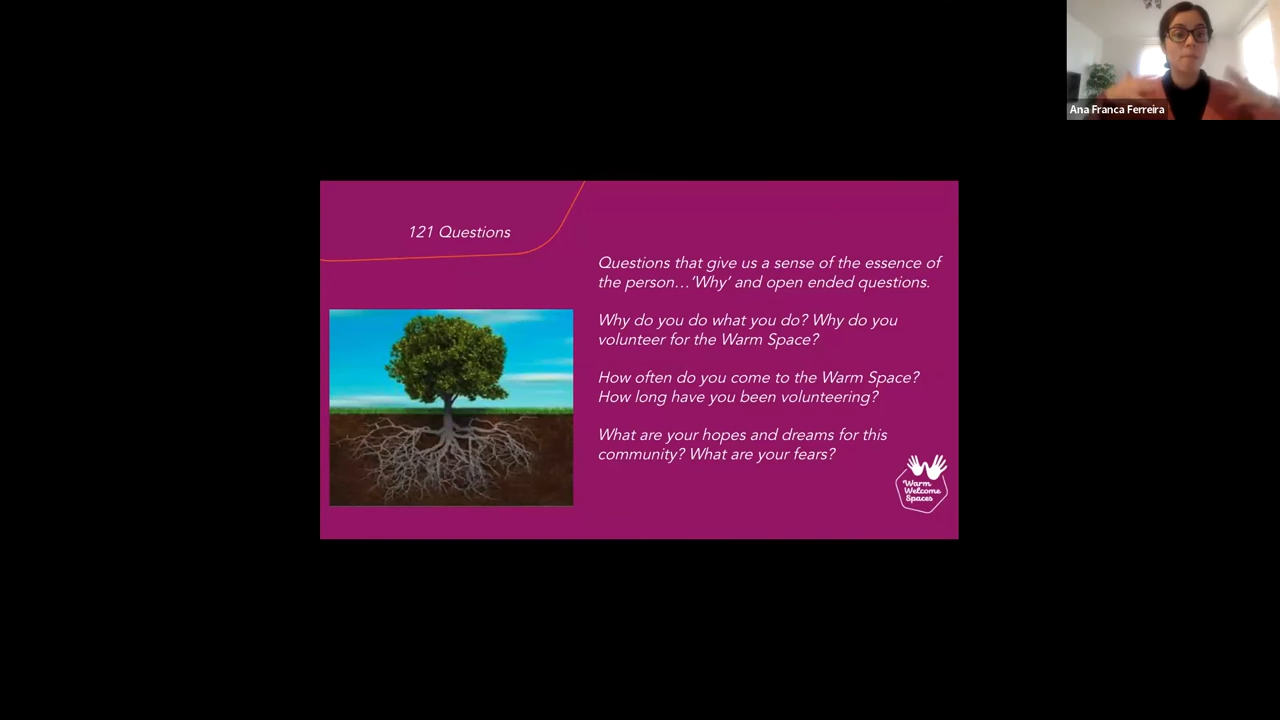 Ana Franca Ferreira
121 Questions
Questions that give us a sense of the essence of
the person…‘Why’ and open ended questions.
Why do you do what you do? Why do you
volunteer for the Warm Space?
How often do you come to the Warm Space?
How long have you been volunteering?
What are your hopes and dreams for this
community? What are your fears?
Warm
Welcome
Spaces